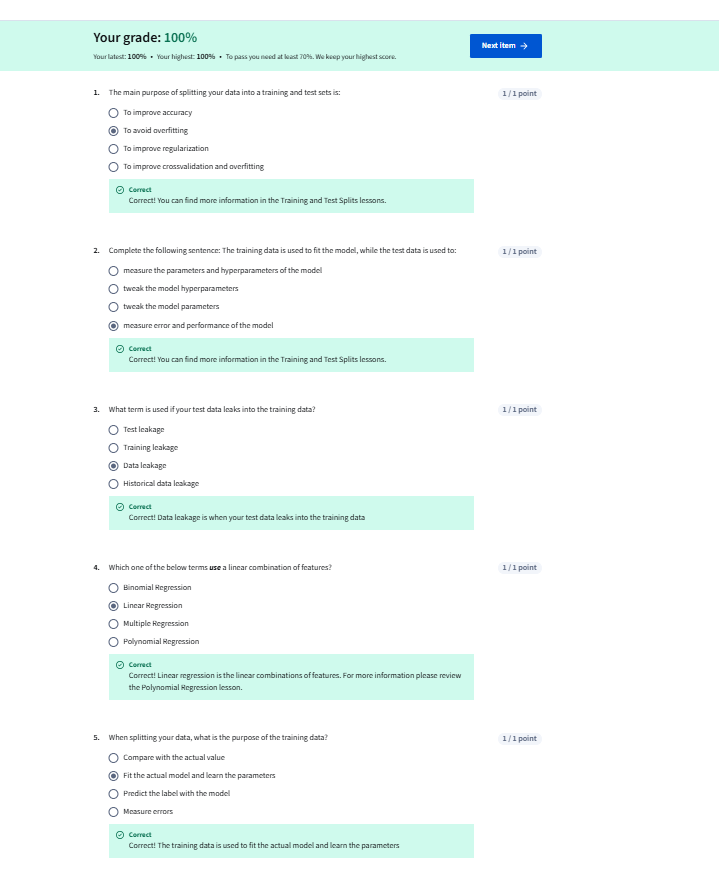 Your grade: 100%
Your latest: 100% • Your highest: 100% • To pass you need at least 70%. We keep your highest score.
Next item →
1. The main purpose of splitting your data into a training and test sets is:
1 / 1 point
To improve accuracy
To avoid overfitting
To improve regularization
To improve crossvalidation and overfitting
Correct
Correct! You can find more information in the Training and Test Splits lessons.
2. Complete the following sentence: The training data is used to fit the model, while the test data is used to:
1 / 1 point
measure the parameters and hyperparameters of the model
tweak the model hyperparameters
tweak the model parameters
measure error and performance of the model
Correct
Correct! You can find more information in the Training and Test Splits lessons.
3. What term is used if your test data leaks into the training data?
1 / 1 point
Test leakage
Training leakage
Data leakage
Historical data leakage
Correct
Correct! Data leakage is when your test data leaks into the training data
4. Which one of the below terms use a linear combination of features?
1 / 1 point
Binomial Regression
Linear Regression
Multiple Regression
Polynomial Regression
Correct
Correct! Linear regression is the linear combinations of features. For more information please review
the Polynomial Regression lesson.
5. When splitting your data, what is the purpose of the training data?
1 / 1 point
Compare with the actual value
Fit the actual model and learn the parameters
Predict the label with the model
Measure errors
Correct
Correct! The training data is used to fit the actual model and learn the parameters